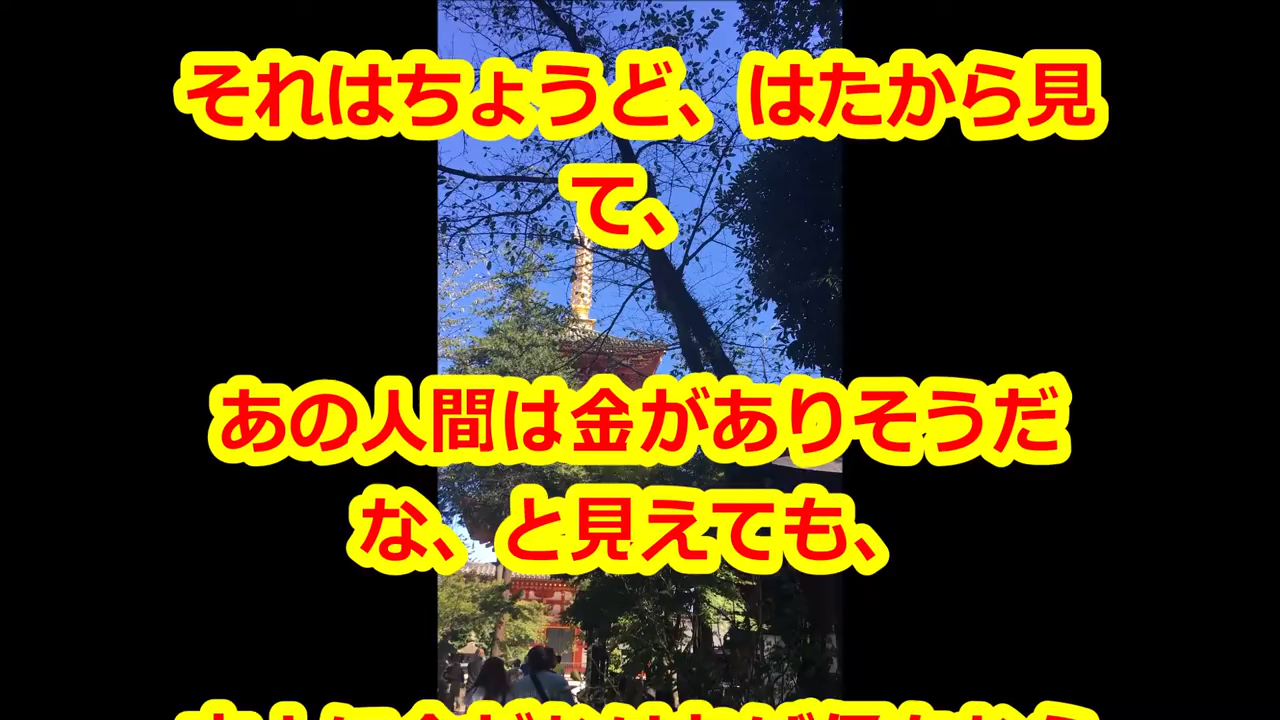 それはちょうど、はたから見
て、
あの人間は金がありそうだ
な、と見えても、